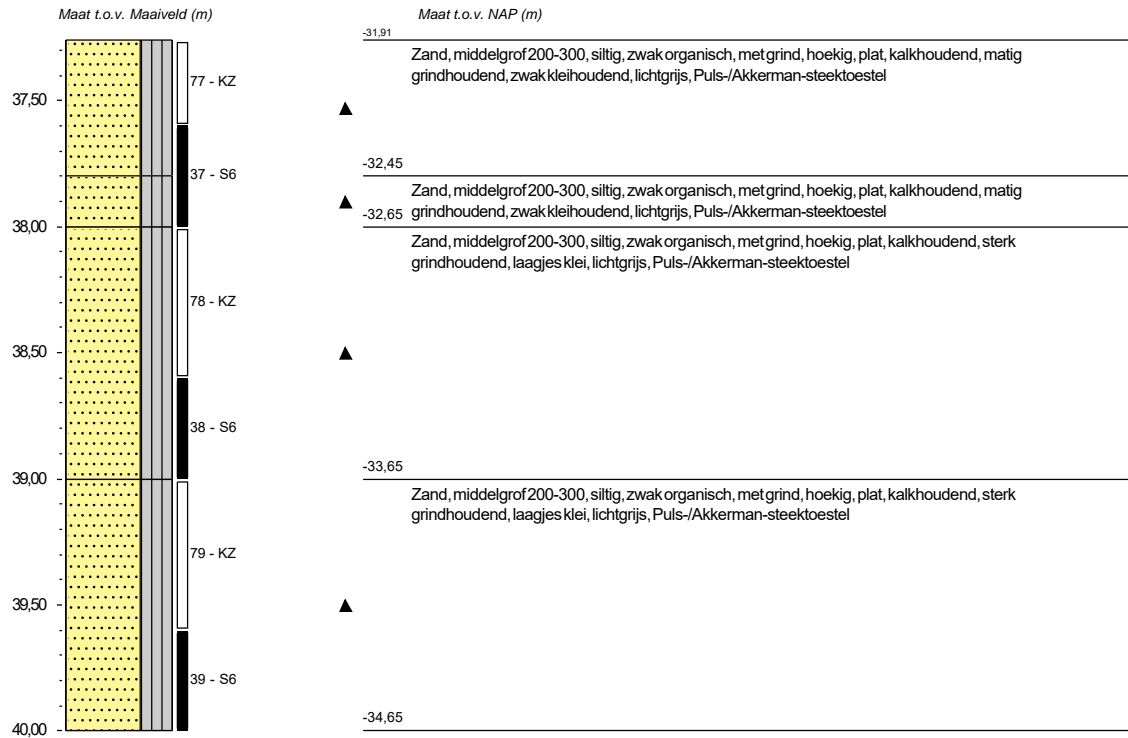 Maat t.o.v. Maaiveld (m)
Maat t.o.v. NAP (m)
-31,91
Zand, middelgrof 200-300, siltig, zwak organisch, met grind, hoekig, plat, kalkhoudend, matig
grindhoudend, zwak kleihoudend, lichtgrijs, Puls-/Akkerman-steektoestel
77 - KZ
37,50
-32,45
37 - S6
Zand, middelgrof 200-300, siltig, zwak organisch, met grind, hoekig, plat, kalkhoudend, matig
grindhoudend, zwak kleihoudend, lichtgrijs, Puls-/Akkerman-steektoestel
-32,65
38,00
Zand, middelgrof 200-300, siltig, zwak organisch, met grind, hoekig, plat, kalkhoudend, sterk
grindhoudend, laagjes klei, lichtgrijs, Puls-/Akkerman-steektoestel
78 - KZ
38,50
38 - S6
-33,65
39,00
Zand, middelgrof 200-300, siltig, zwak organisch, met grind, hoekig, plat, kalkhoudend, sterk
grindhoudend, laagjes klei, lichtgrijs, Puls-/Akkerman-steektoestel
79 - KZ
39,50
39 - S6
-34,65
40,00